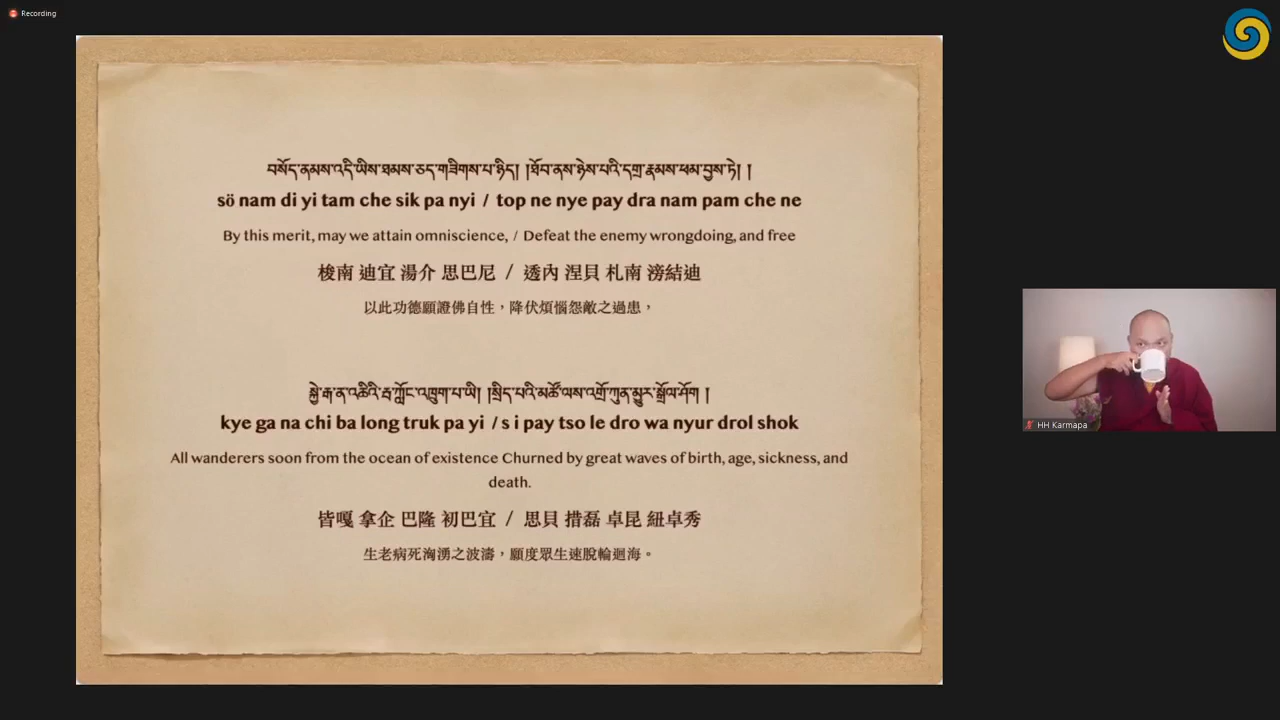 Recording
བསོད་ནམས་འདི་ཡིས་ཐམས་ཅད་གཟིགས་པ་ཉིད། །ཐོབ་ནས་ཉེས་པའི་དགྲ་རྣམས་ཕམ་བྱས་ཏེ། །
sö nam di yi tam che sik pa nyi / top ne nye pay dra nam pam che ne
By this merit, may we attain omniscience, / Defeat the enemy wrongdoing, and free
梭南 迪宜 湯介 思巴尼 / 透內 涅貝 札南 滂結迪
以此功德願證佛自性，降伏煩惱怨敵之過患，
སྐྱེ་རྒ་ན་འཆིའི་རྦ་ཀློང་འཁྲུག་པ་ཡི། །སྲིད་པའི་མཚོ་ལས་འགྲོ་ཀུན་མྱུར་སྒྲོལ་ཤོག །
kye ga na chi ba long truk pa yi / s i pay tso le dro wa nyur drol shok
All wanderers soon from the ocean of existence Churned by great waves of birth, age, sickness, and
death.
皆嘎 拿企 巴隆 初巴宜 / 思貝 措磊 卓昆 紐卓秀
生老病死洶湧之波濤，願度眾生速脫輪迴海。
HH Karmapa